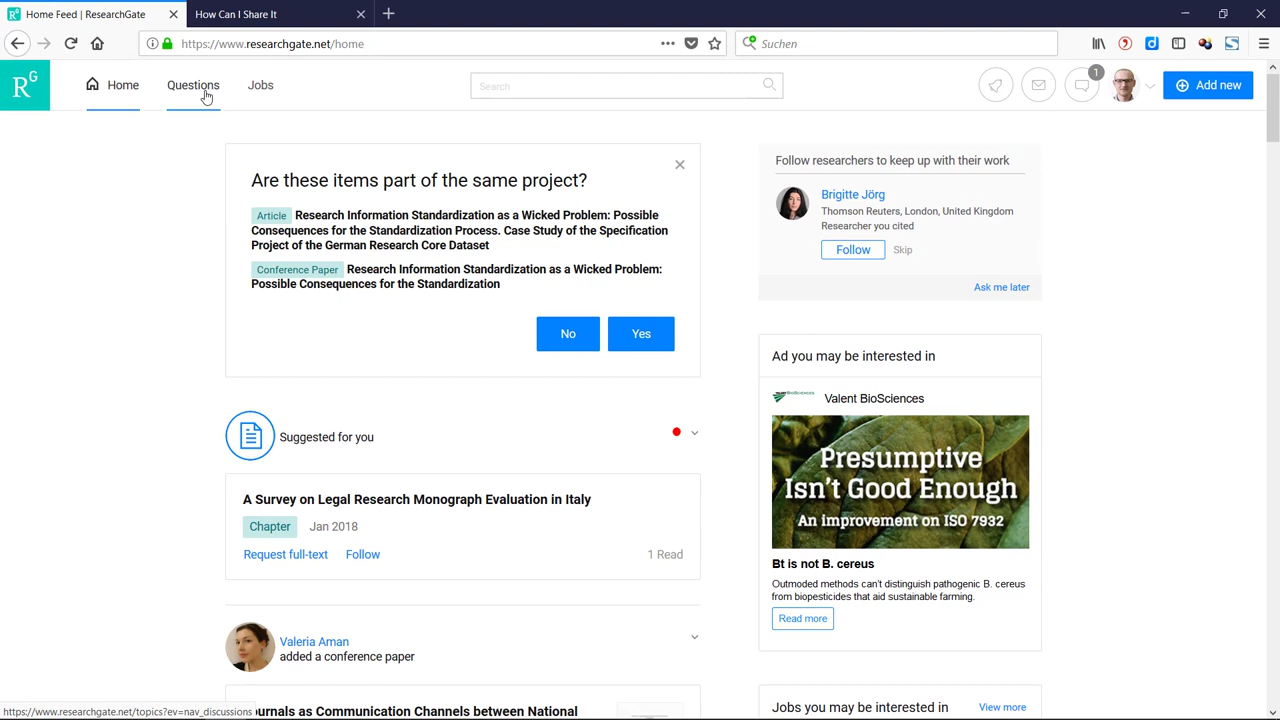 Home Feed | ResearchGate
How Can I Share It
https://www.researchgate.net/home
Suchen
RG
Home
Questions
Jobs
Search
1
Add new
Are these items part of the same project?
Article Research Information Standardization as a Wicked Problem: Possible
Consequences for the Standardization Process. Case Study of the Specification
Project of the German Research Core Dataset
Conference Paper Research Information Standardization as a Wicked Problem:
Possible Consequences for the Standardization
No
Yes
Follow researchers to keep up with their work
Brigitte Jörg
Thomson Reuters, London, United Kingdom
Researcher you cited
Follow
Skip
Ask me later
Ad you may be interested in
Valent BioSciences
Presumptive
Isn't Good Enough
An improvement on ISO 7932
Bt is not B. cereus
Outmoded methods can't distinguish pathogenic B. cereus
from biopesticides that aid sustainable farming.
Read more
Suggested for you
A Survey on Legal Research Monograph Evaluation in Italy
Chapter Jan 2018
Request full-text Follow
1 Read
Valeria Aman
added a conference paper
ournals as Communication Channels between National
Jobs you may be interested in
View more
https://www.researchgate.net/topics?ev=nav_discussions